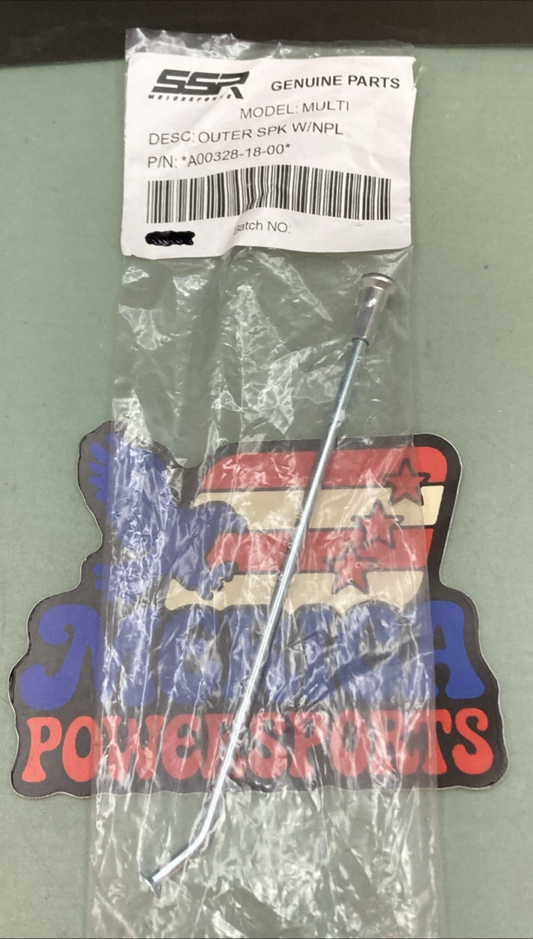 SSR
MOTORSPORTS
GENUINE PARTS
MODEL: MULTI
DESC: OUTER SPK W/NPL
P/N: *A00328-18-00*
atch NO:
POWERSPORTS